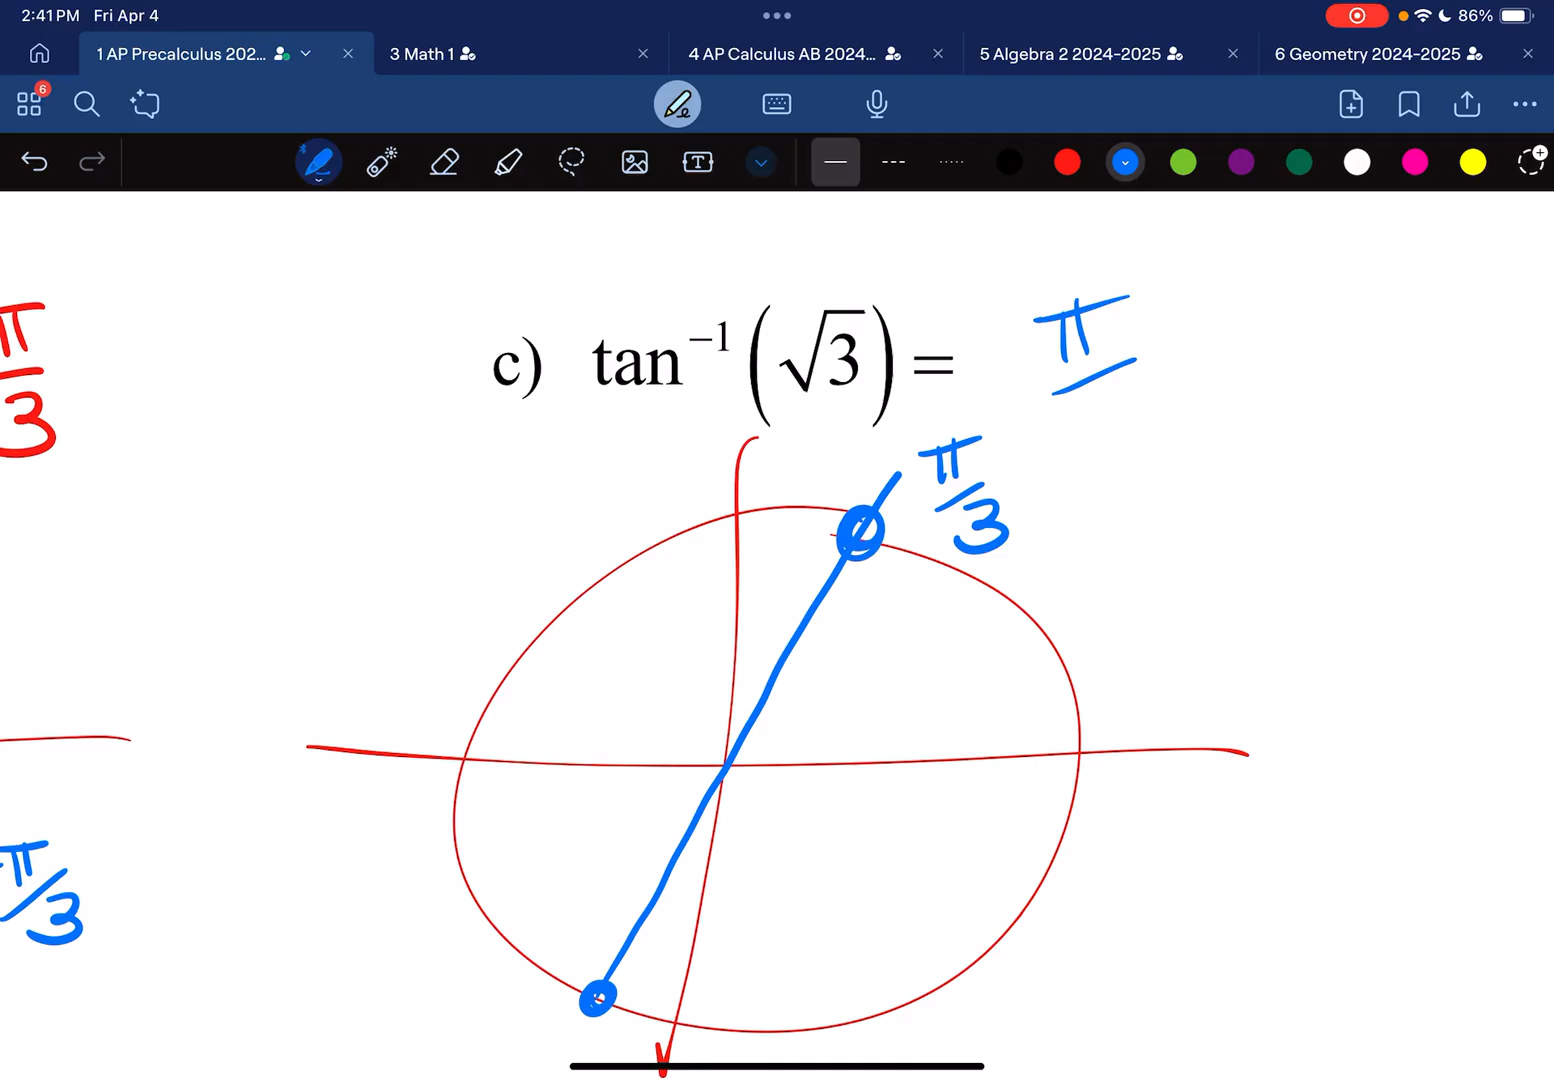 2:41 PM Fri Apr 4
86%
1 AP Precalculus 202...
3 Math 1
4 AP Calculus AB 2024...
5 Algebra 2 2024-2025
6 Geometry 2024-2025
6
T
π/3
c) tan⁻¹(√3) = π
π/3
π/3